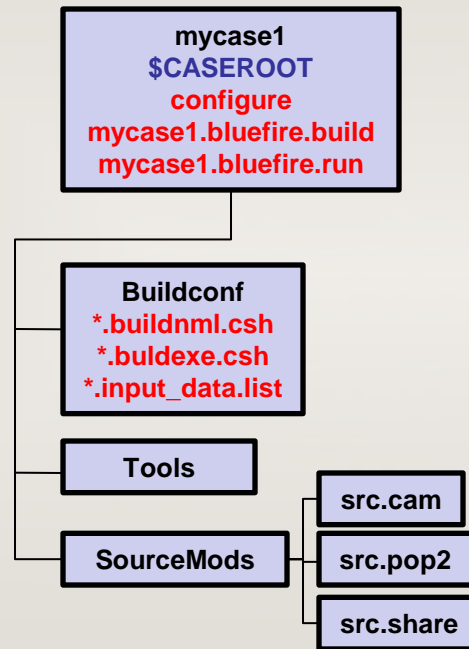 mycase1
$CASEROOT
configure
mycase1.bluefire.build
mycase1.bluefire.run
Buildconf
*.buildnml.csh
*.buldexe.csh
*.input_data.list
Tools
SourceMods
src.cam
src.pop2
src.share